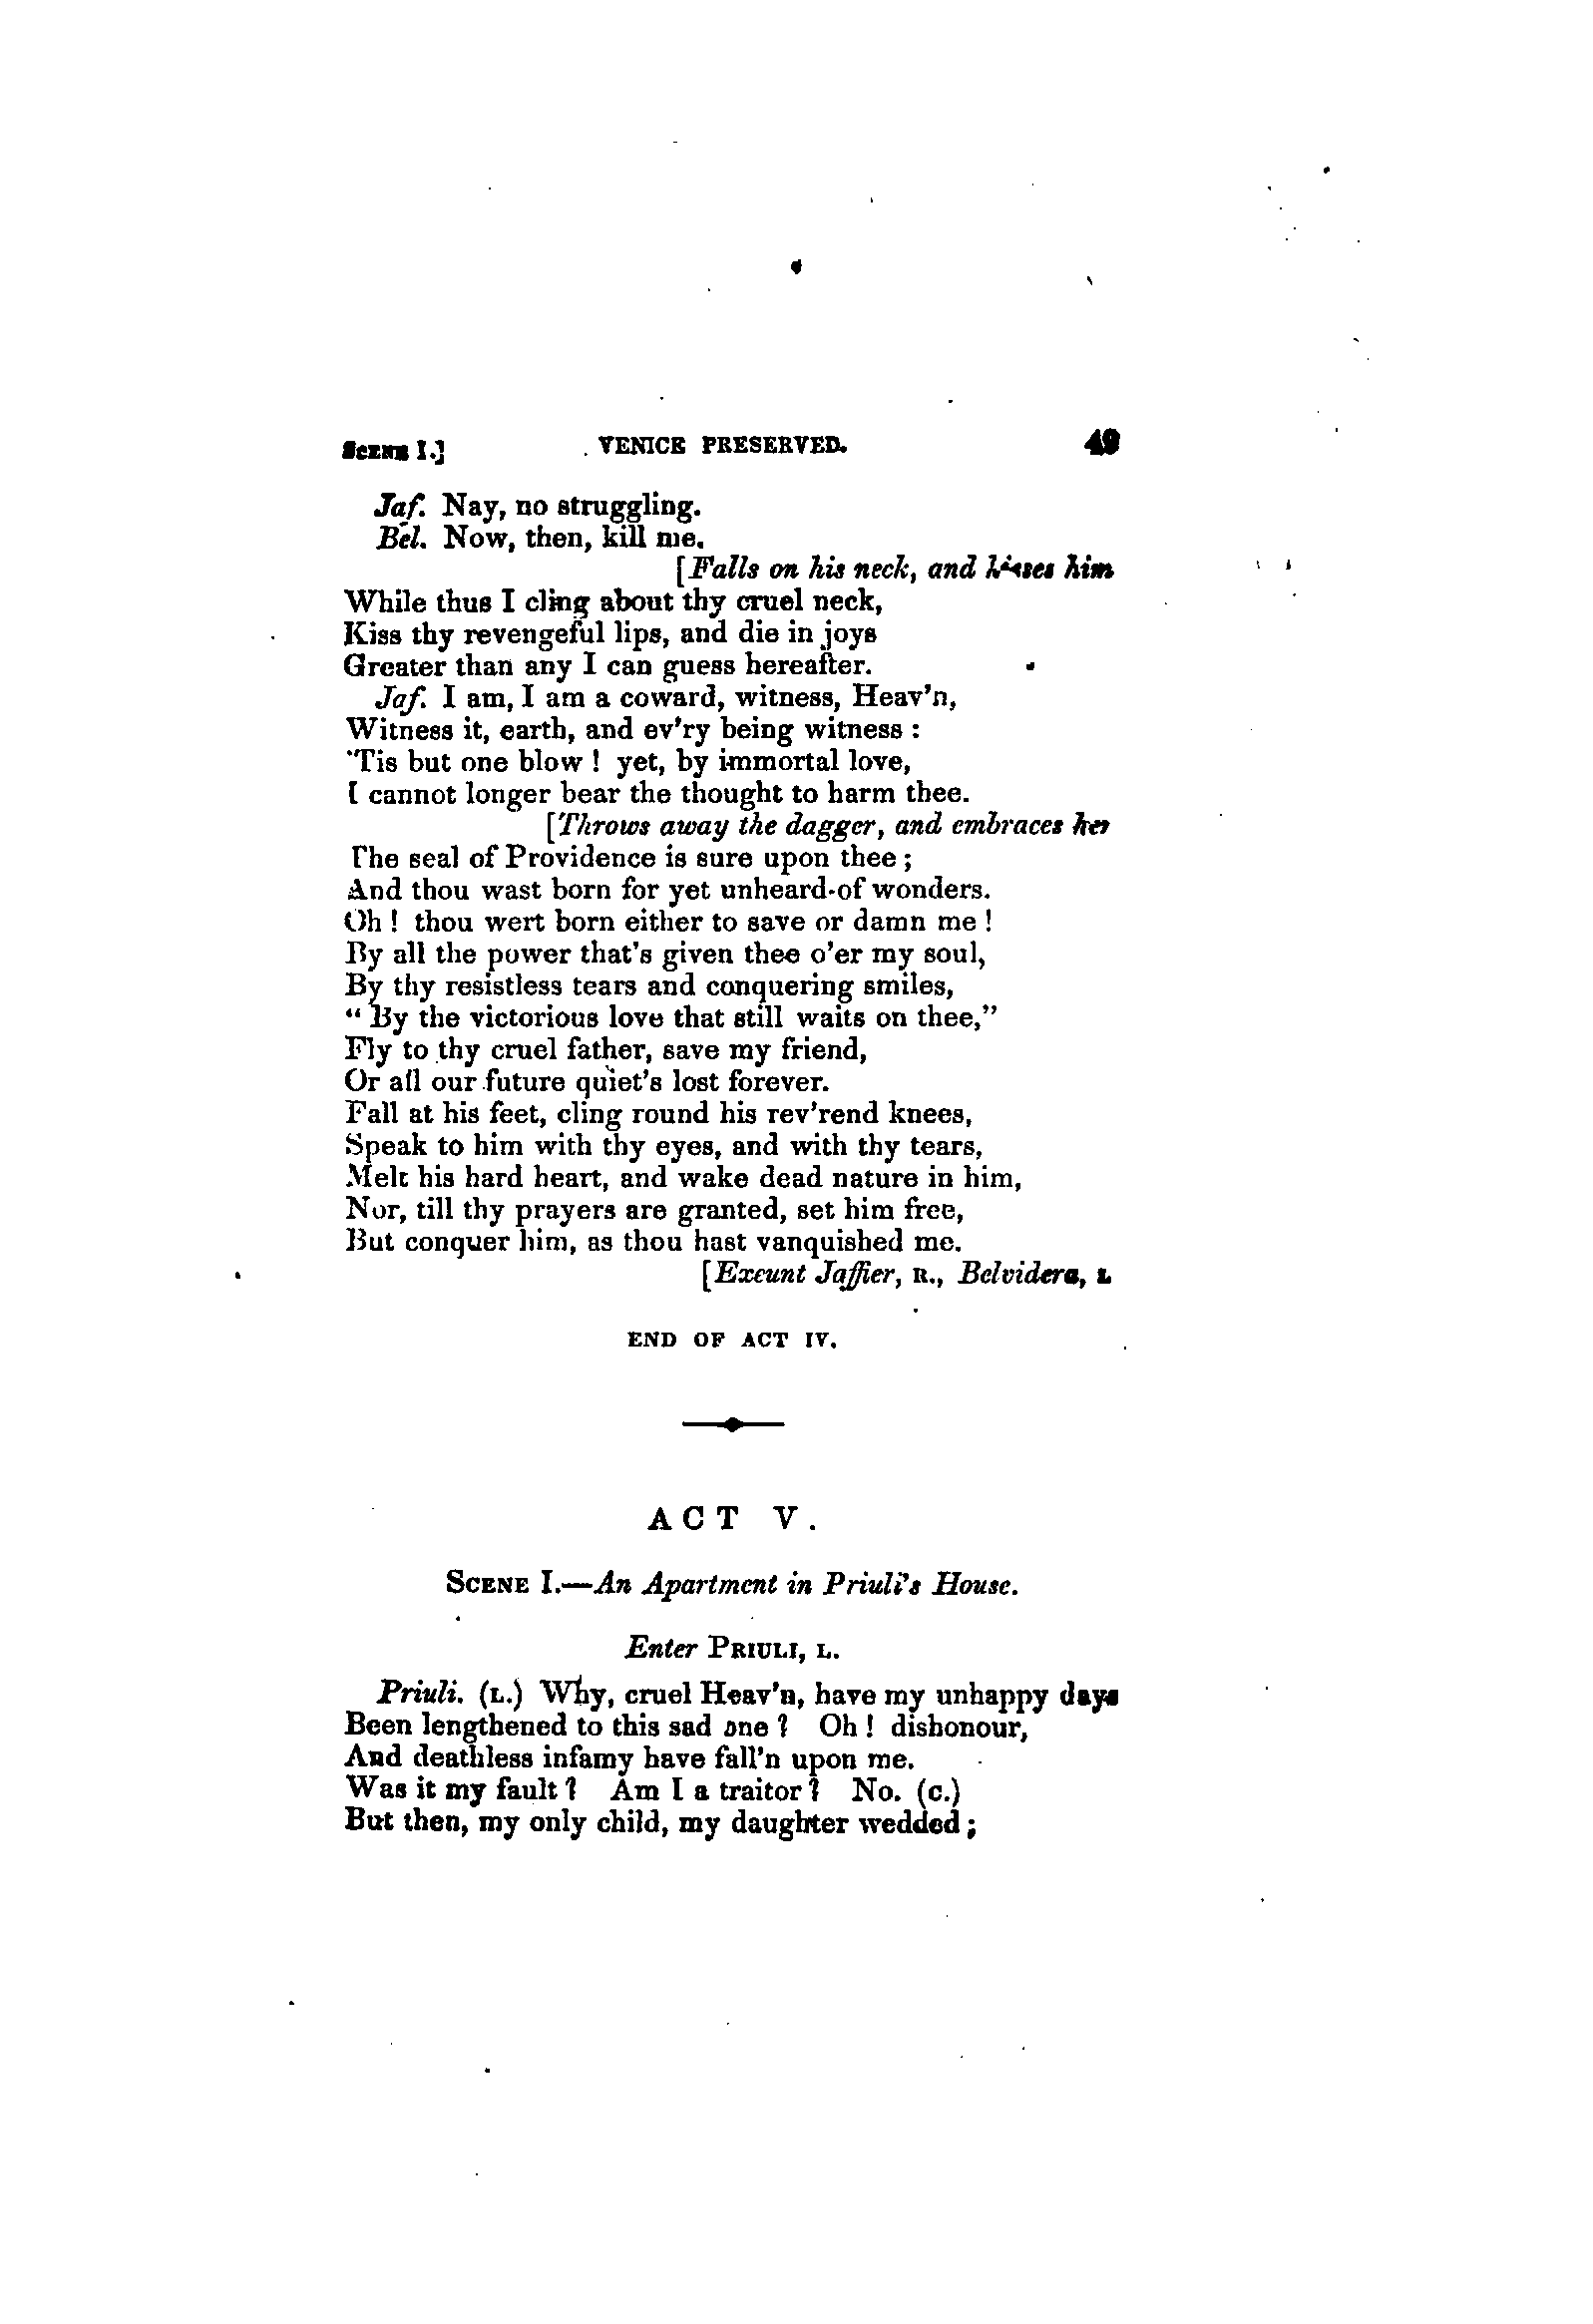 SCENE I.] VENICE PRESERVED. 49
Jaf. Nay, no struggling.
Bel. Now, then, kill me.
[Falls on his neck, and kisses him
While thus I cling about thy cruel neck,
Kiss thy revengeful lips, and die in joys
Greater than any I can guess hereafter.
Jaf. I am, I am a coward, witness, Heav'n,
Witness it, earth, and ev'ry being witness :
'Tis but one blow ! yet, by immortal love,
I cannot longer bear the thought to harm thee.
[Throws away the dagger, and embraces her
The seal of Providence is sure upon thee ;
And thou wast born for yet unheard-of wonders.
Oh ! thou wert born either to save or damn me !
By all the power that's given thee o'er my soul,
By thy resistless tears and conquering smiles,
" By the victorious love that still waits on thee,"
Fly to thy cruel father, save my friend,
Or all our future quiet's lost forever.
Fall at his feet, cling round his rev'rend knees,
Speak to him with thy eyes, and with thy tears,
Melt his hard heart, and wake dead nature in him,
Nor, till thy prayers are granted, set him free,
But conquer him, as thou hast vanquished me.
[Exeunt Jaffier, R., Belvidera, L
END OF ACT IV.
ACT V.
SCENE I.—An Apartment in Priuli's House.
Enter PRIULI, L.
Priuli. (L.) Why, cruel Heav'n, have my unhappy days
Been lengthened to this sad one ? Oh ! dishonour,
And deathless infamy have fall'n upon me.
Was it my fault ? Am I a traitor ? No. (C.)
But then, my only child, my daughter wedded ;